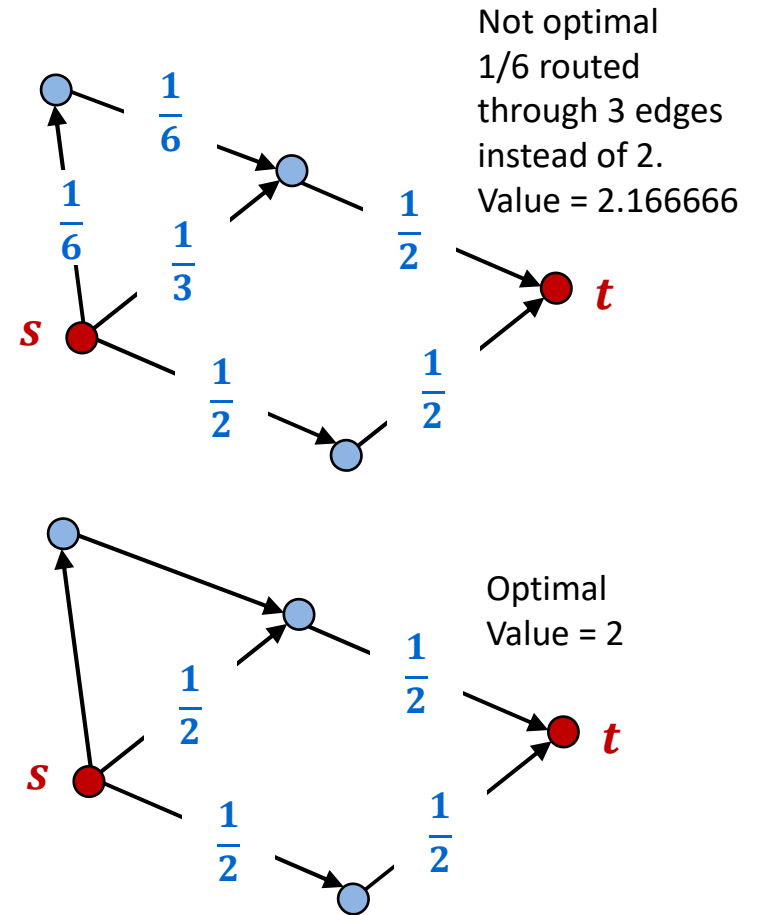 Not optimal
1/6 routed
through 3 edges
instead of 2.
Value = 2.166666
1/6
1/6
1/2
1/3
t
s
1/2
1/2
Optimal
Value = 2
1/2
1/2
t
s
1/2
1/2